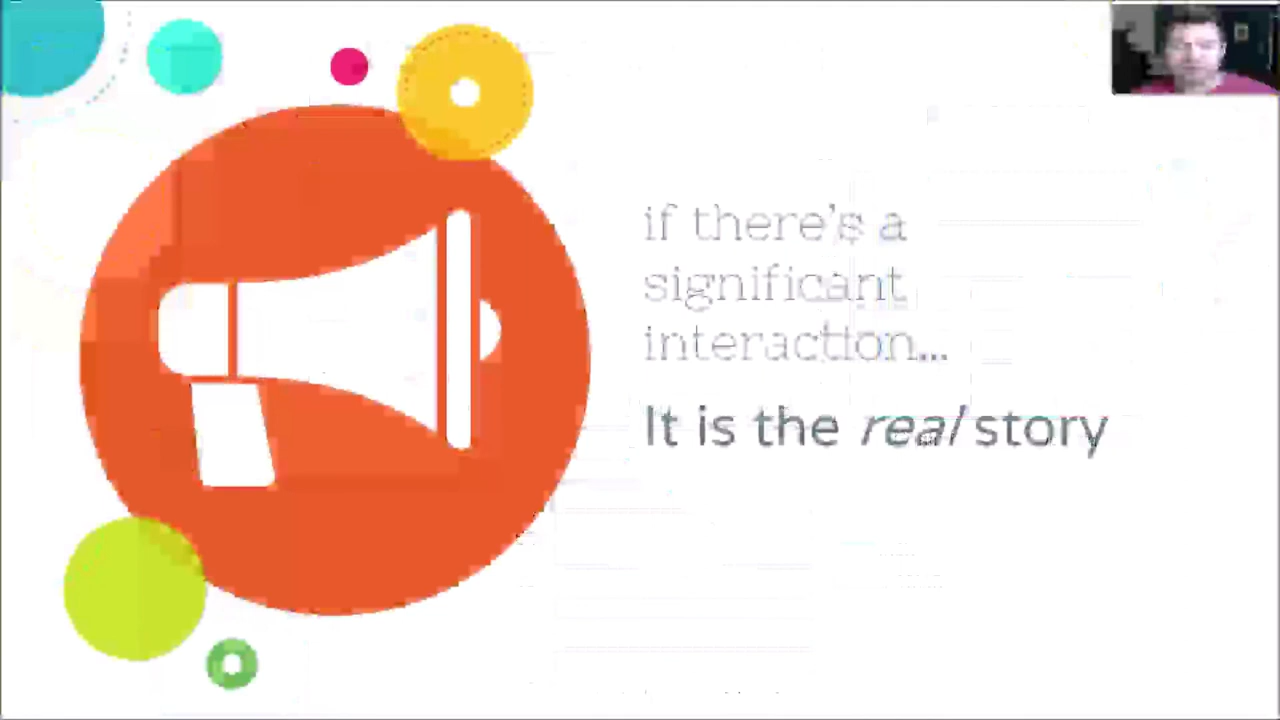 if there's a
significant
interaction...
It is the real story